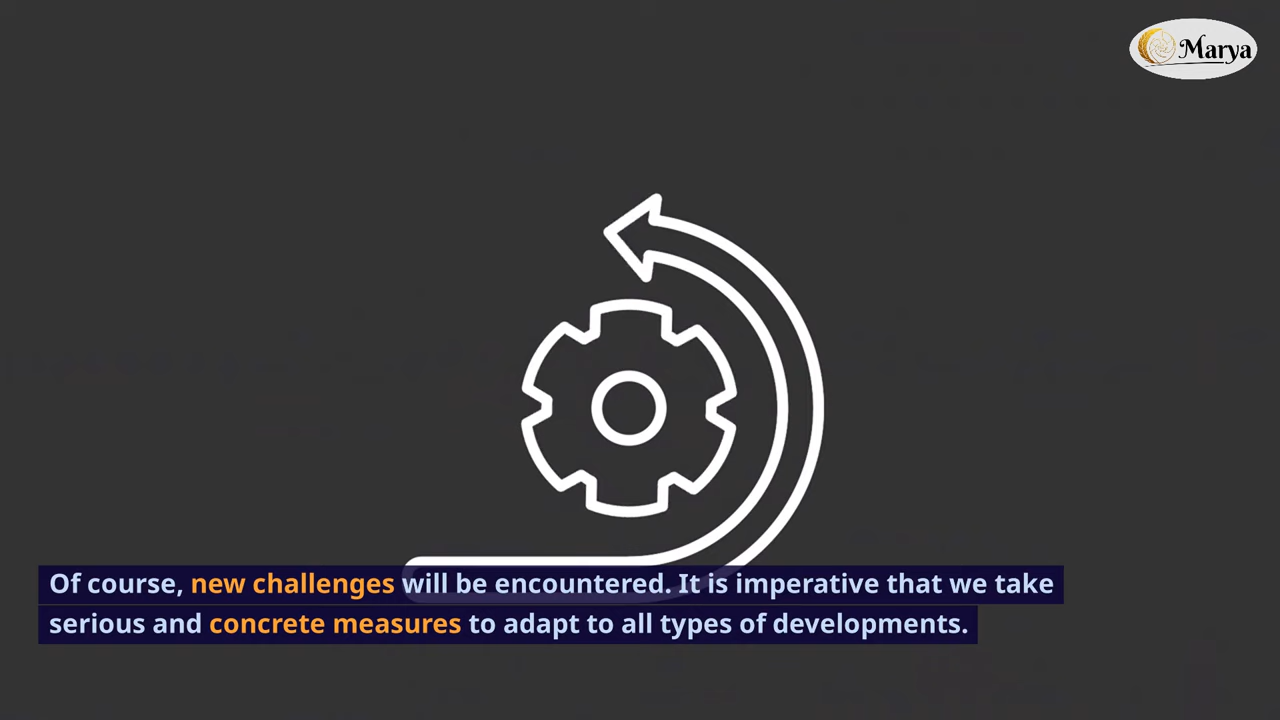 Marya
Of course, new challenges will be encountered. It is imperative that we take
serious and concrete measures to adapt to all types of developments.